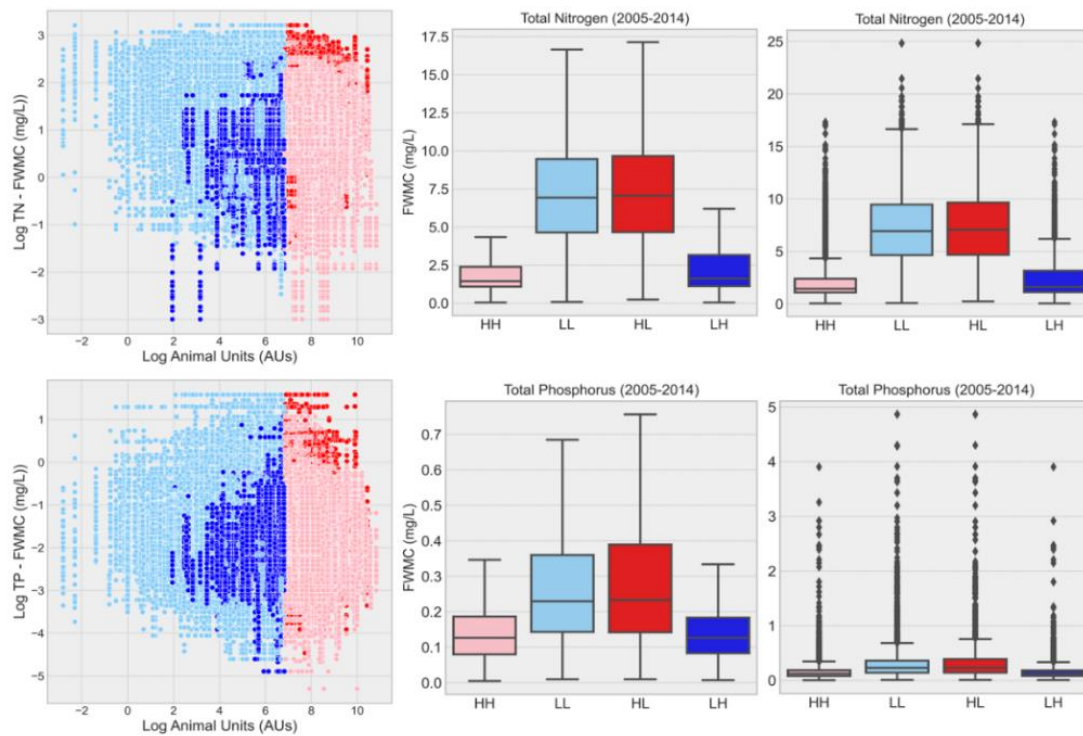 3
2
1
0
−1
−2
−3
Log TN - FWMC (mg/L))
−2 0 2 4 6 8 10
Log Animal Units (AUs)
Total Nitrogen (2005-2014)
17.5
15.0
12.5
10.0
7.5
5.0
2.5
0.0
FWMC (mg/L)
HH LL HL LH
Total Nitrogen (2005-2014)
25
20
15
10
5
0
HH LL HL LH
1
0
−1
−2
−3
−4
−5
Log TP - FWMC (mg/L))
−2 0 2 4 6 8 10
Log Animal Units (AUs)
Total Phosphorus (2005-2014)
0.7
0.6
0.5
0.4
0.3
0.2
0.1
0.0
FWMC (mg/L)
HH LL HL LH
Total Phosphorus (2005-2014)
5
4
3
2
1
0
HH LL HL LH